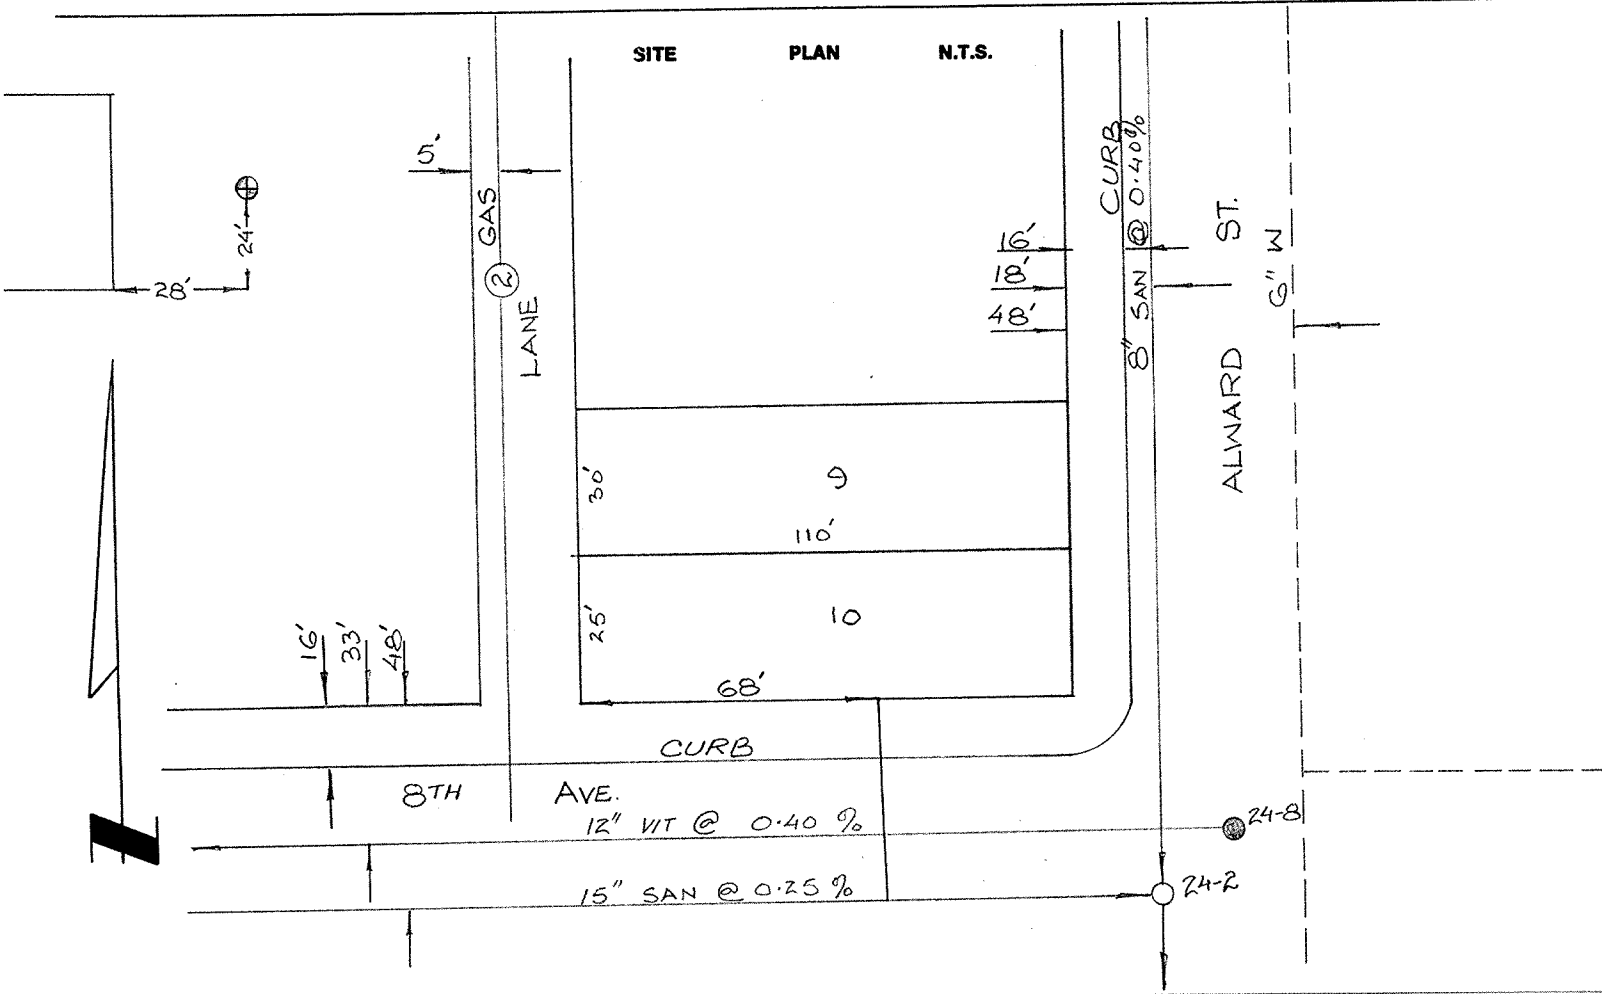 SITE PLAN N.T.S.
5'
GAS
2
LANE
24'
28'
CURB
8" SAN @ 0.40%
16'
18'
48'
ALWARD ST.
6" W
30'
9
110'
25'
10
68'
16'
33'
48'
CURB
8TH AVE.
12" VIT @ 0.40 %
24-8
15" SAN @ 0.25 %
24-2